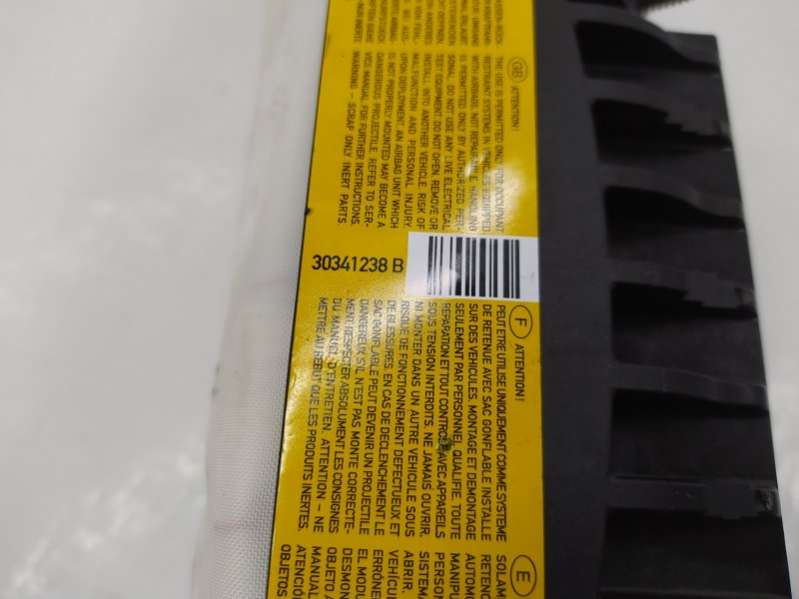 GB ATTENTION!
THE USE IS PERMITTED ONLY FOR OCCUPANT
RESTRAINT SYSTEMS IN VEHICLES EQUIPPED
WITH AIRBAGS. NOT REPAIRABLE. HANDLING
IS PERMITTED ONLY BY AUTHORIZED PER-
SONAL. DO NOT USE ANY LIVE ELECTRICAL
TEST EQUIPMENT. DO NOT OPEN, REMOVE OR
INSTALL INTO ANOTHER VEHICLE. RISK OF
MALFUNCTION AND PERSONAL INJURY
UPON DEPLOYMENT. AN AIRBAG UNIT WHICH
IS NOT PROPERLY MOUNTED MAY BECOME A
DANGEROUS PROJECTILE. REFER TO SER-
VICE MANUAL FOR FURTHER INSTRUCTIONS.
WARNING – SCRAP ONLY INERT PARTS.
30341238 B
F ATTENTION!
PEUT ETRE UTILISE UNIQUEMENT COMME SYSTEME
DE RETENUE AVEC SAC GONFLABLE INSTALLE
SUR DES VEHICULES. MONTAGE ET DEMONTAGE
SEULEMENT PAR PERSONNEL QUALIFIE. TOUTE
REPARATION ET TOUT CONTROLE AVEC APPAREILS
SOUS TENSION INTERDITS. NE JAMAIS OUVRIR.
NI MONTER DANS UN AUTRE VEHICULE SOUS
RISQUE DE FONCTIONNEMENT DEFECTUEUX ET
DE BLESSURES. EN CAS DE DECLENCHEMENT LE
SAC GONFLABLE PEUT DEVENIR UN PROJECTILE
DANGEREUX S'IL N'EST PAS MONTE CORRECTE-
MENT. RESPECTER ABSOLUMENT LES CONSIGNES
DU MANUEL D'ENTRETIEN. ATTENTION – NE
METTRE AU REBUT QUE LES PRODUITS INERTES.
E
SOLAM
RETENC
AUTOMO
MANIPU
PERSON
SISTEMA
ABRIR.
VEHÍCU
ERRÓNE
EL MODU
DESMON
OBJETO A
MANUAL
ATENCIÓ
OBJETOS